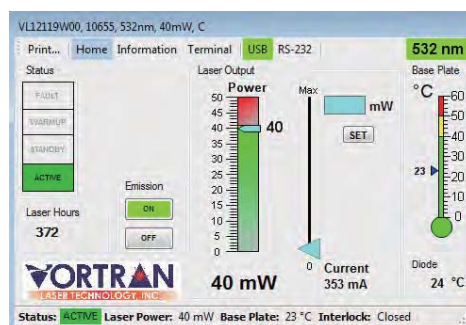 VL12119W00, 10655, 532nm, 40mW, C
Print... Home Information Terminal USB RS-232 532 nm
Status
FAULT
WARMUP
STANDBY
ACTIVE
Laser Hours
372
Emission
ON
OFF
VORTRAN
LASER TECHNOLOGY, INC.
Laser Output
Power
50
45
40
35
30
25
20
15
10
5
0
40
40 mW
Max
0
mW
SET
Current
353 mA
Base Plate
°C
60
50
40
30
20
10
0
23
Diode
24 °C
Status: ACTIVE Laser Power: 40 mW Base Plate: 23 °C Interlock: Closed